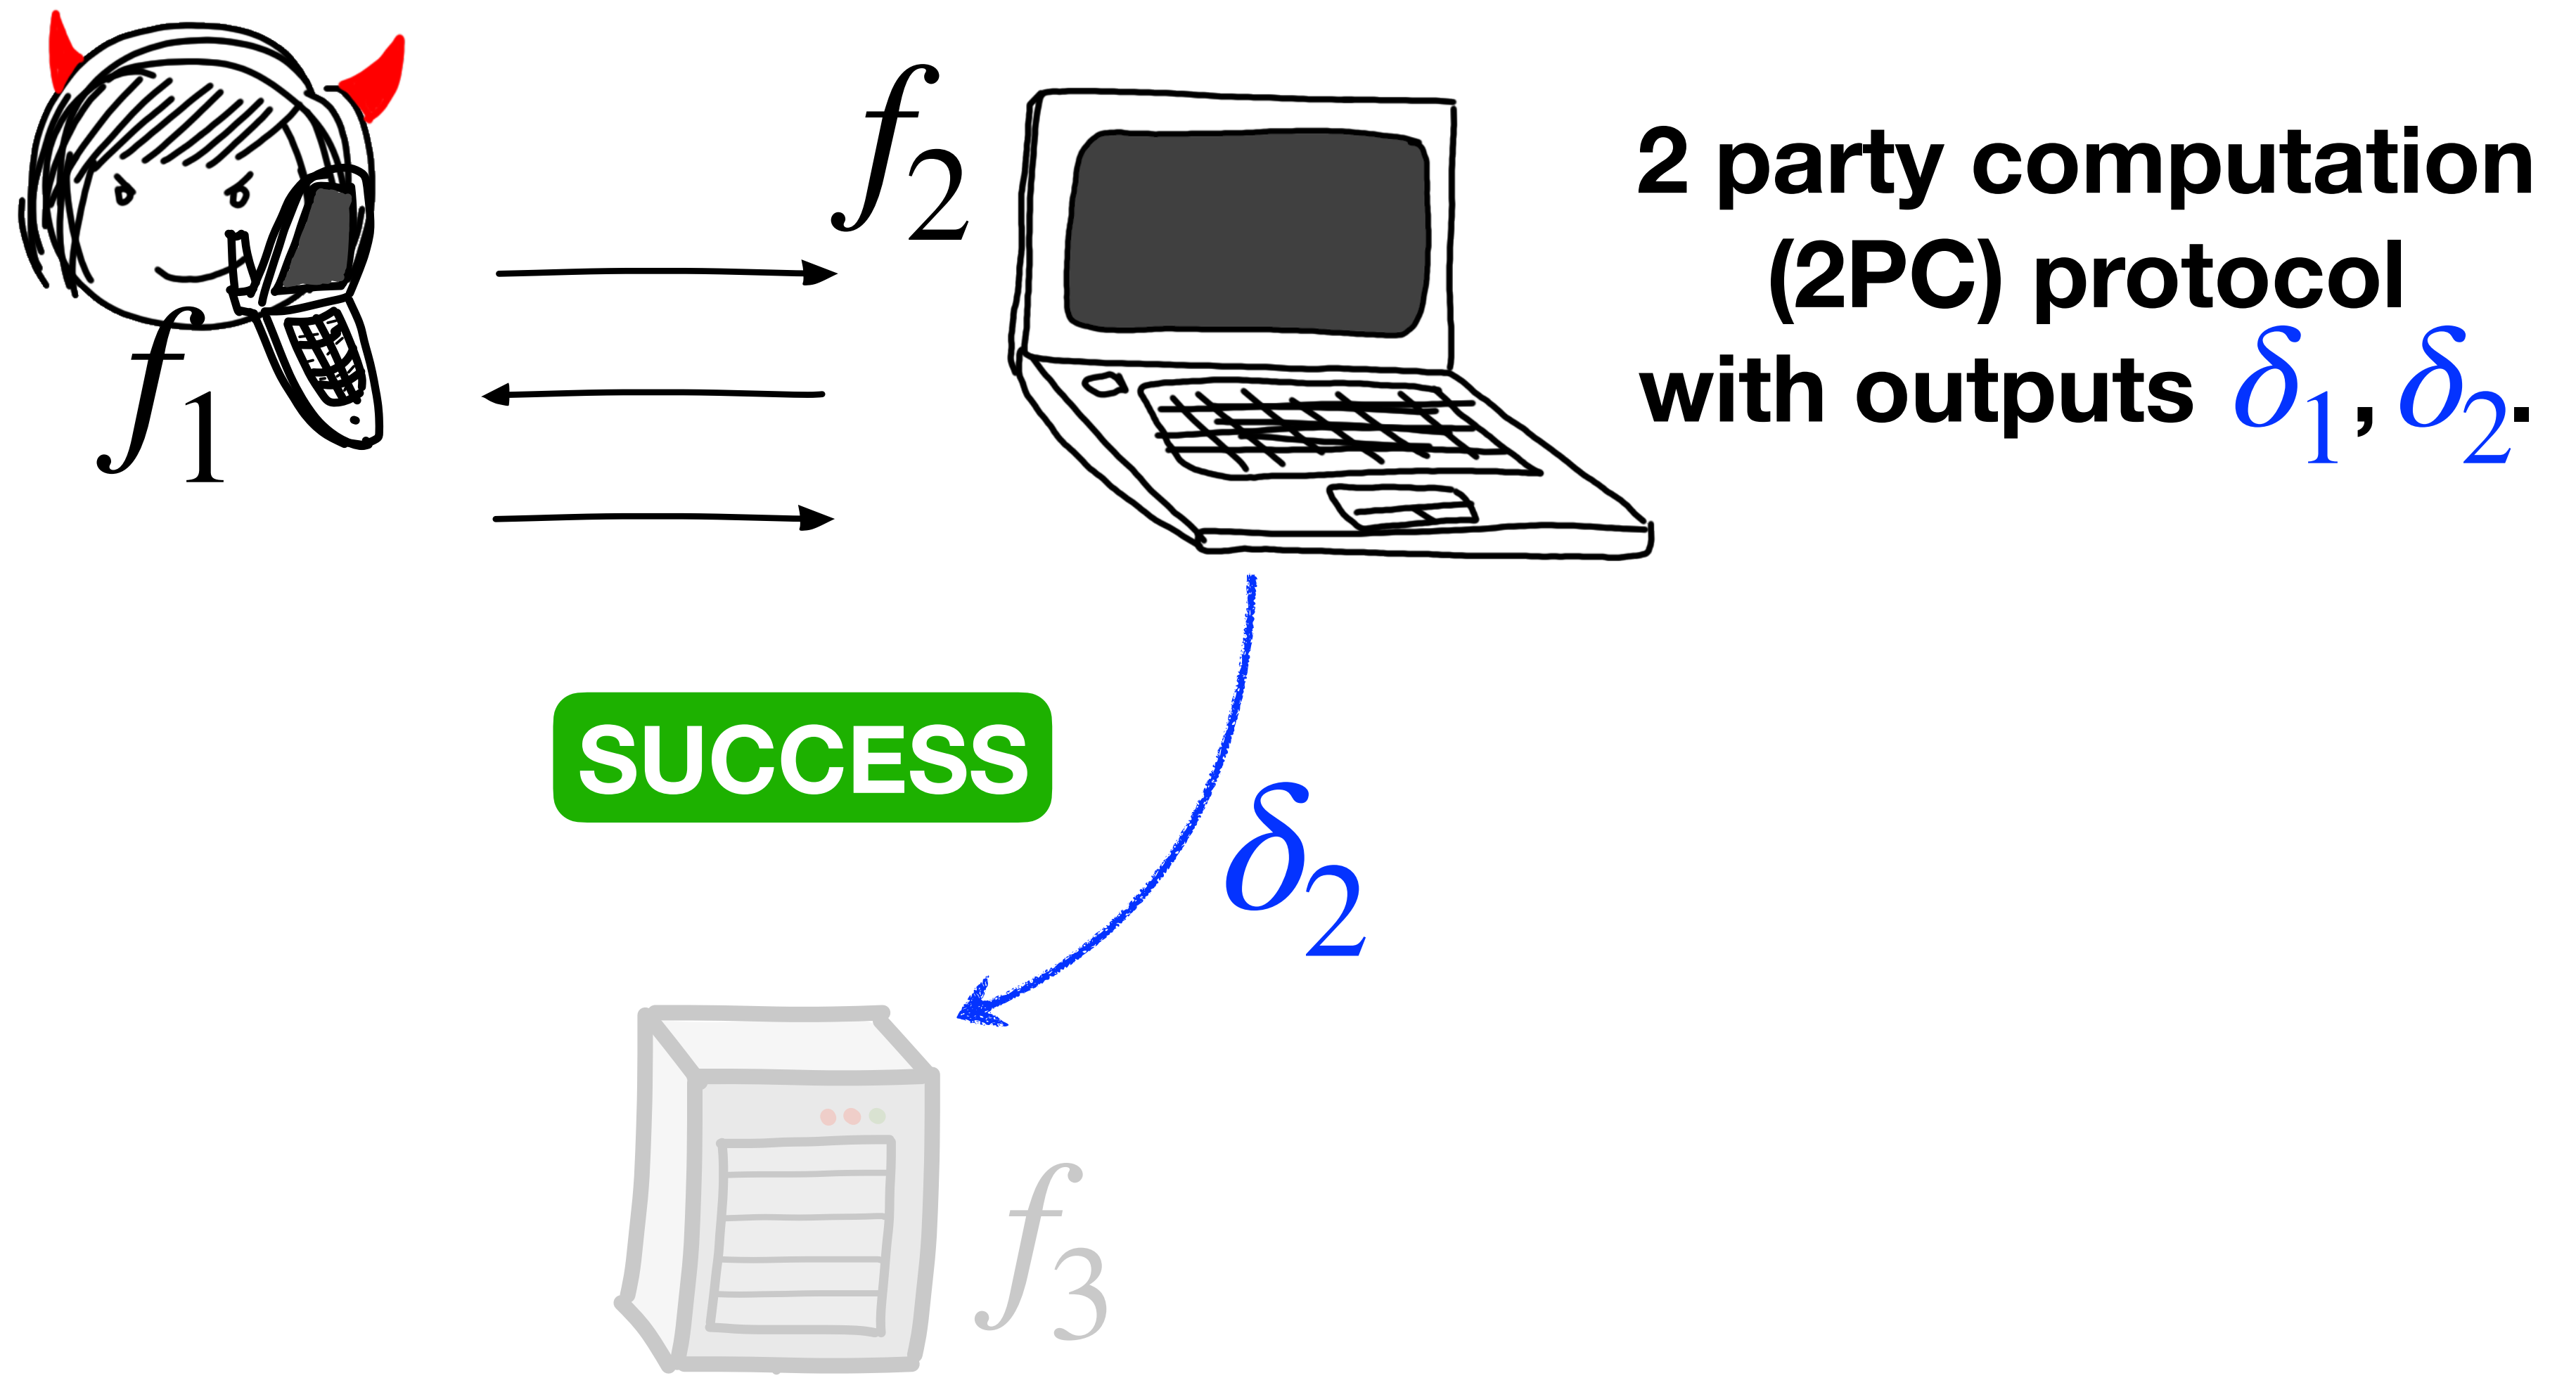 f₂
2 party computation
(2PC) protocol
with outputs δ₁, δ₂.
f₁
SUCCESS
δ₂
f₃